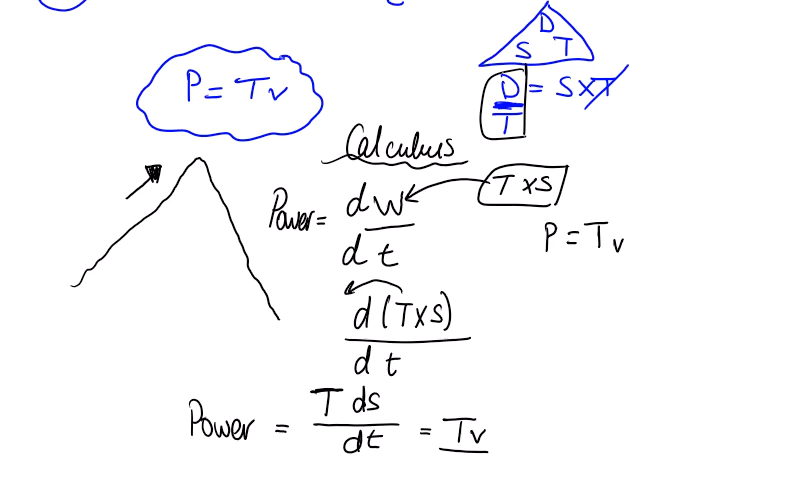 D
S T
P = Tv
D/T = S×T
Calculus
Power = dw/dt
T×S
P = Tv
d(T×S)/dt
Power = T ds/dt = Tv